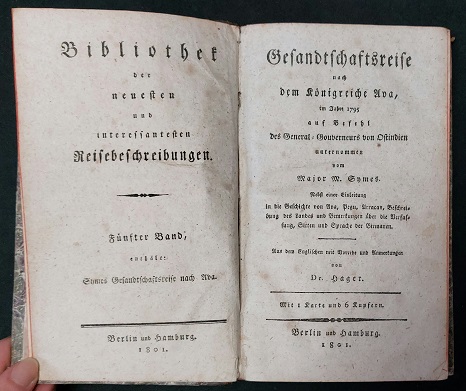 Bibliothek
der
neuesten
und
interessantesten
Reisebeschreibungen.
Fünfter Band,
enthält:
Symes Gesandtschaftsreise nach Ava.
Berlin und Hamburg.
1801.
Gesandtschaftsreise
nach
dem Königreiche Ava,
im Jahre 1795
auf Befehl
des General-Gouverneurs von Ostindien
unternommen
vom
Major M. Symes.
Nebst einer Einleitung
in die Geschichte von Ava, Pegu, Arracan, Beschrei-
bung des Landes und Bemerkungen über die Verfas-
sung, Sitten und Sprache der Birmanen.
Aus dem Englischen mit Vorrede und Anmerkungen
von
Dr. Hager.
Mit 1 Karte und 6 Kupfern.
Berlin und Hamburg.
1801.